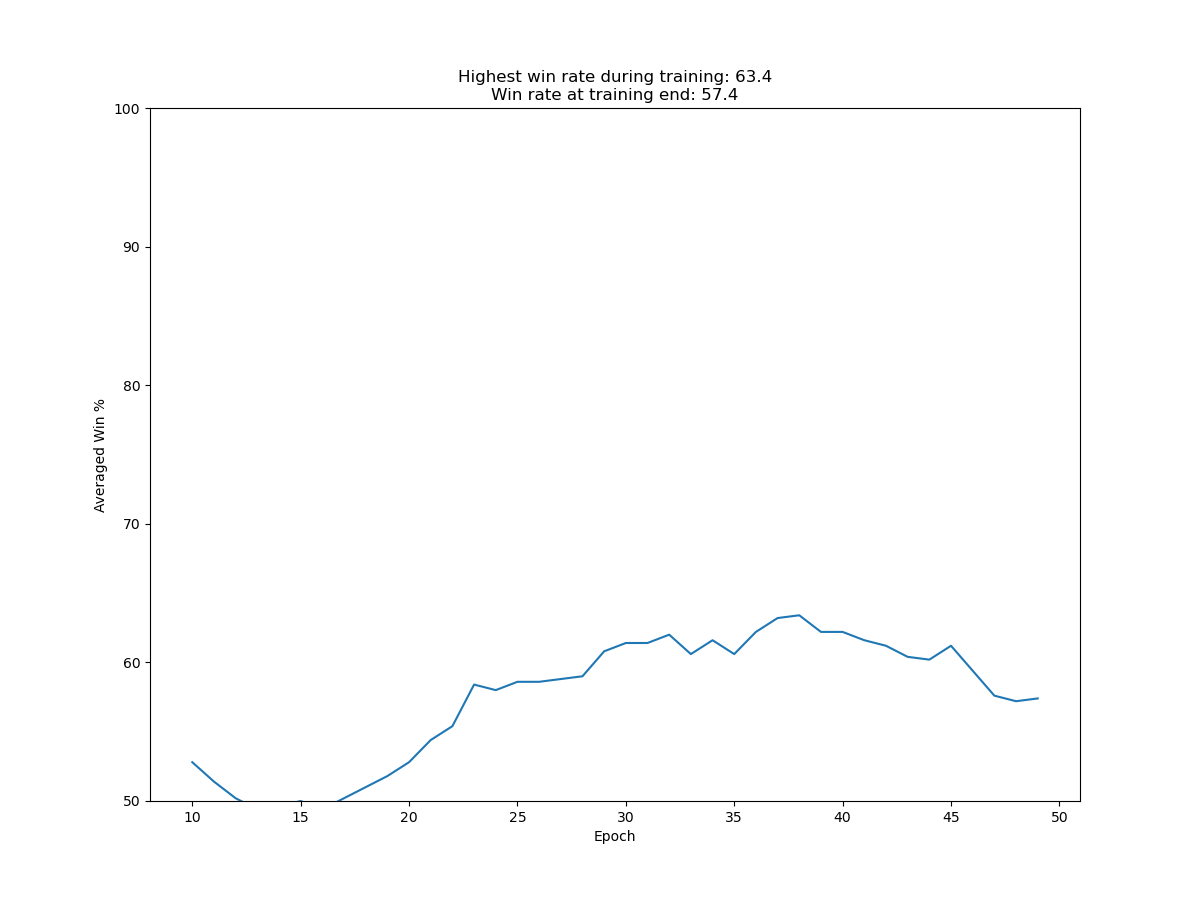 Highest win rate during training: 63.4
Win rate at training end: 57.4
100
90
80
70
60
50
Averaged Win %
10 15 20 25 30 35 40 45 50
Epoch